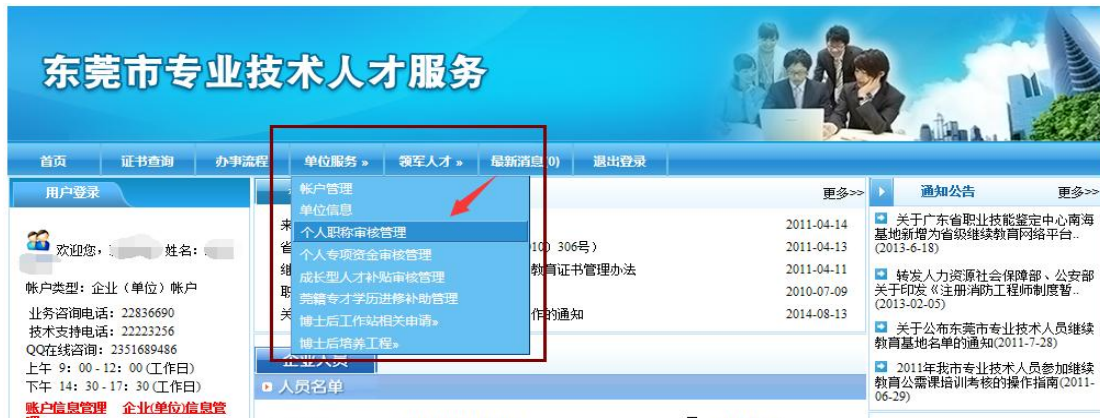 东莞市专业技术人才服务
首页 证书查询 办事流程 单位服务 » 领军人才 » 最新消息(0) 退出登录
用户登录
欢迎您, 姓名:
帐户类型：企业（单位）帐户
业务咨询电话：22836690
技术支持电话：22223256
QQ在线咨询：2351689486
上午 9：00-12：00(工作日)
下午 14：30-17：30(工作日)
账户信息管理 企业(单位)信息管
帐户管理
单位信息
个人职称审核管理
个人专项资金审核管理
成长型人才补贴审核管理
莞籍专才学历进修补助管理
博士后工作站相关申请»
博士后培养工程»
更多>>
来 2011-04-14
省 306号） 2011-04-13
继 教育证书管理办法 2011-04-11
职 2010-07-09
关 作的通知 2014-08-13
企业人员
人员名单
通知公告 更多>>
关于广东省职业技能鉴定中心南海
基地新增为省级继续教育网络平台..
(2013-6-18)
转发人力资源社会保障部、公安部
关于印发《注册消防工程师制度暂..
(2013-02-05)
关于公布东莞市专业技术人员继续
教育基地名单的通知(2011-7-28)
2011年我市专业技术人员参加继续
教育公需课培训考核的操作指南(2011-
06-29)